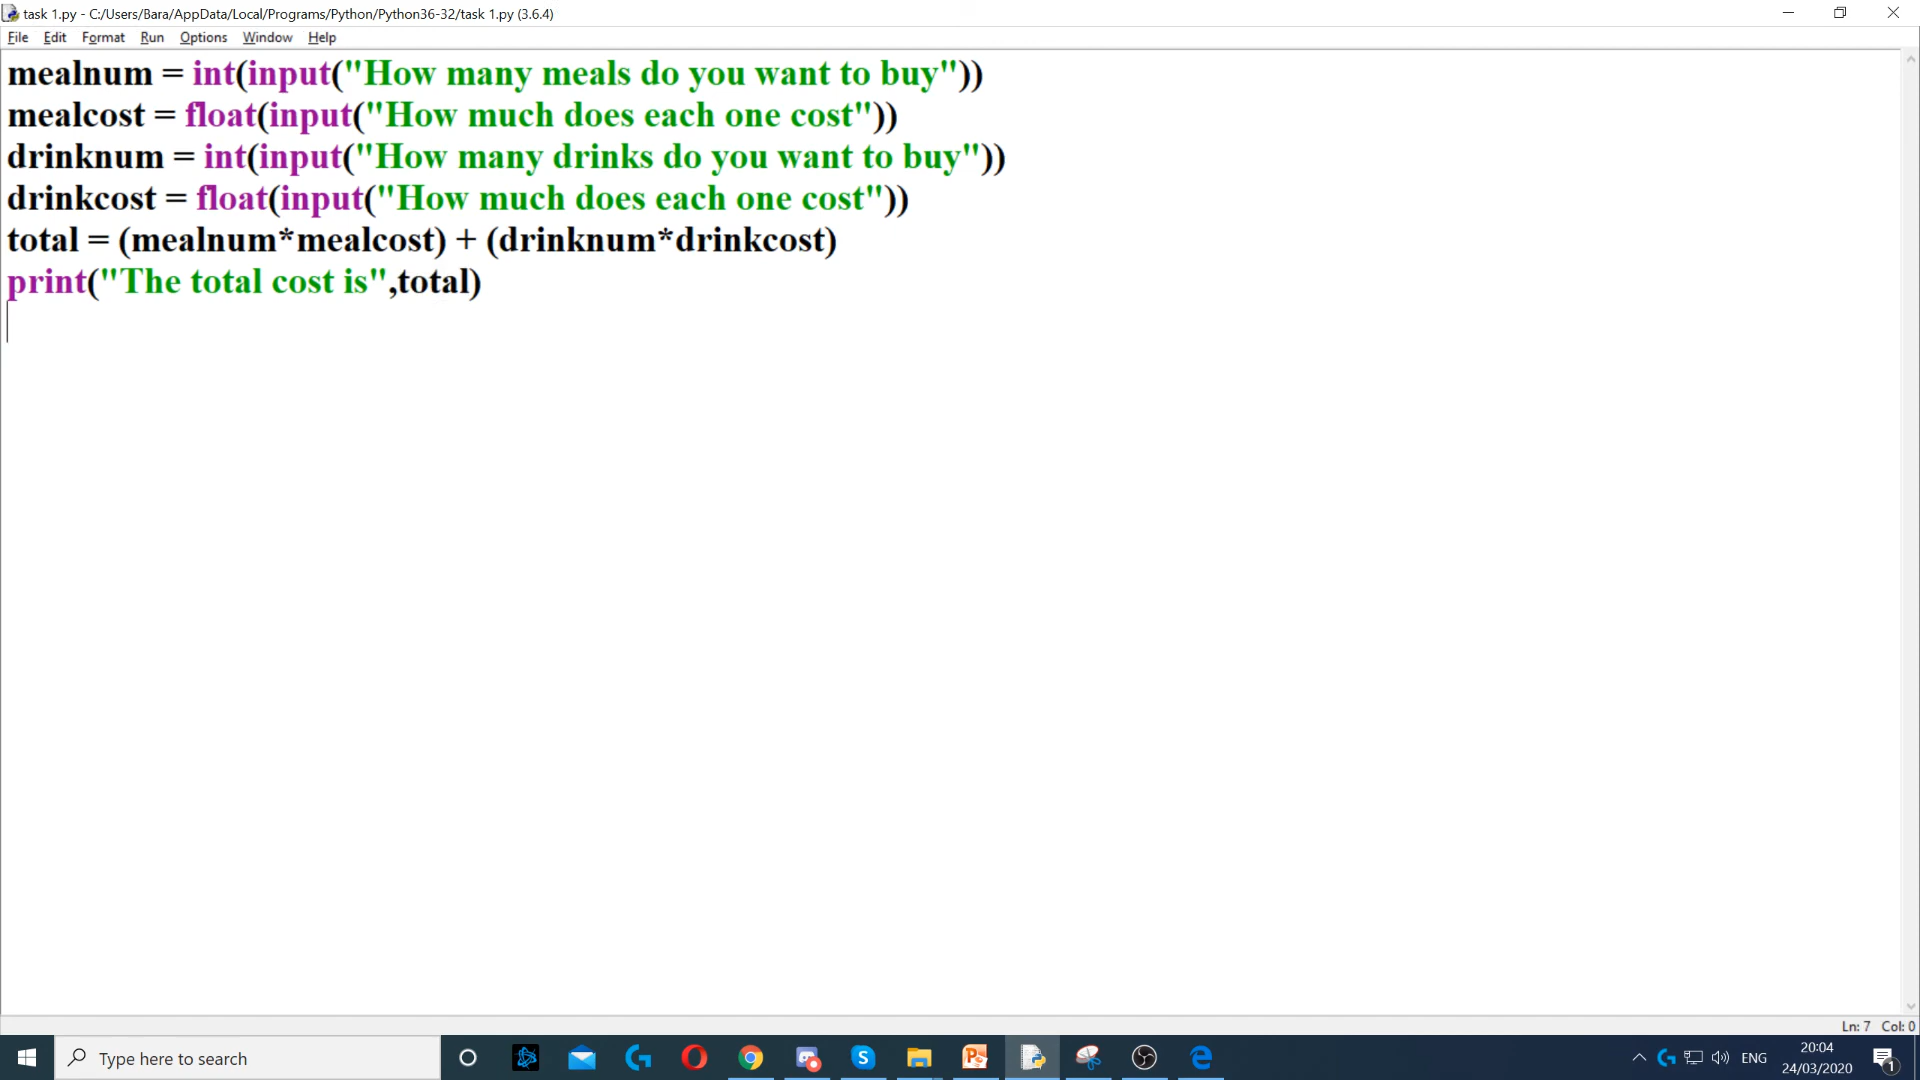 task 1.py - C:/Users/Bara/AppData/Local/Programs/Python/Python36-32/task 1.py (3.6.4)
File Edit Format Run Options Window Help
mealnum = int(input("How many meals do you want to buy"))
mealcost = float(input("How much does each one cost"))
drinknum = int(input("How many drinks do you want to buy"))
drinkcost = float(input("How much does each one cost"))
total = (mealnum*mealcost) + (drinknum*drinkcost)
print("The total cost is",total)
Ln: 7 Col: 0
Type here to search
ENG
20:04
24/03/2020
1